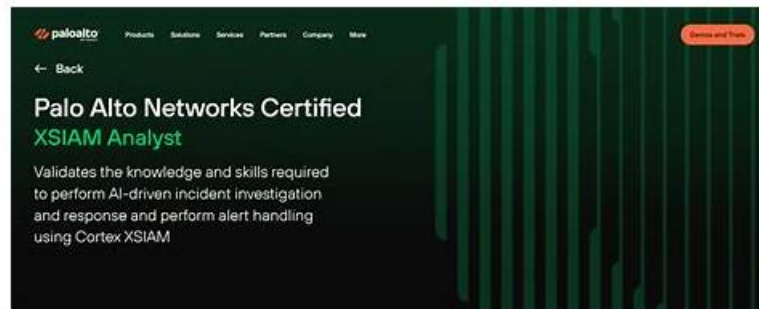 paloalto
Products Solutions Services Partners Company More
Demos and Trials
← Back
Palo Alto Networks Certified
XSIAM Analyst
Validates the knowledge and skills required
to perform AI-driven incident investigation
and response and perform alert handling
using Cortex XSIAM